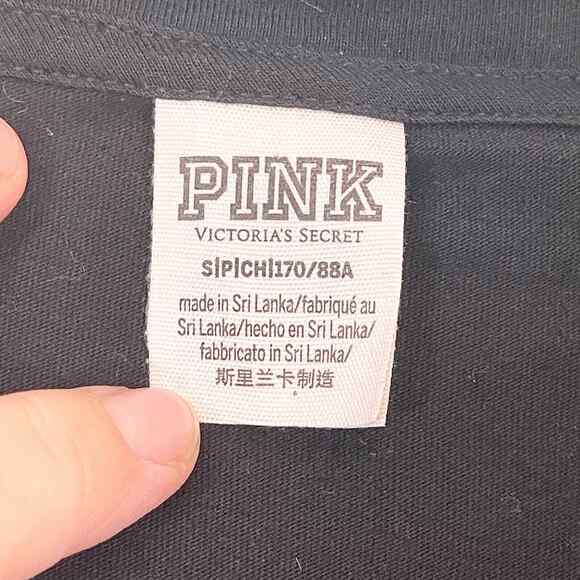 PINK
VICTORIA'S SECRET
S|P|CH|170/88A
made in Sri Lanka/fabriqué au
Sri Lanka/hecho en Sri Lanka/
fabbricato in Sri Lanka/
斯里兰卡制造